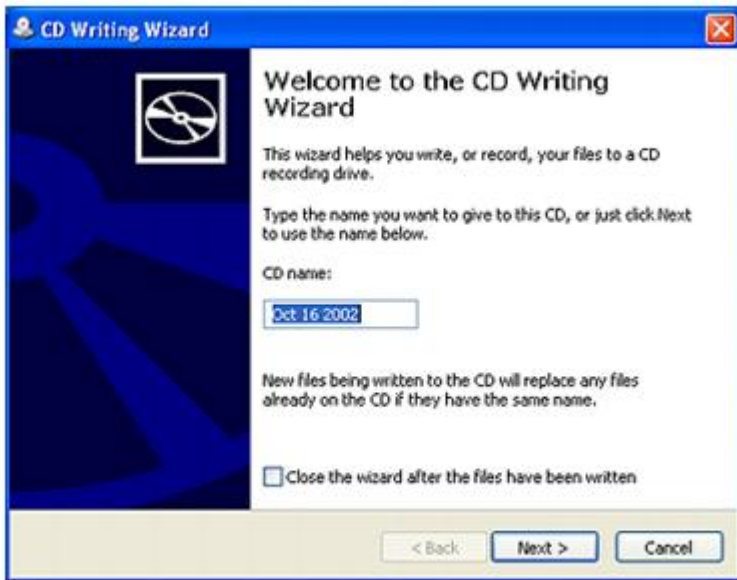 CD Writing Wizard
Welcome to the CD Writing
Wizard
This wizard helps you write, or record, your files to a CD
recording drive.
Type the name you want to give to this CD, or just click Next
to use the name below.
CD name:
Oct 16 2002
New files being written to the CD will replace any files
already on the CD if they have the same name.
Close the wizard after the files have been written
< Back Next > Cancel